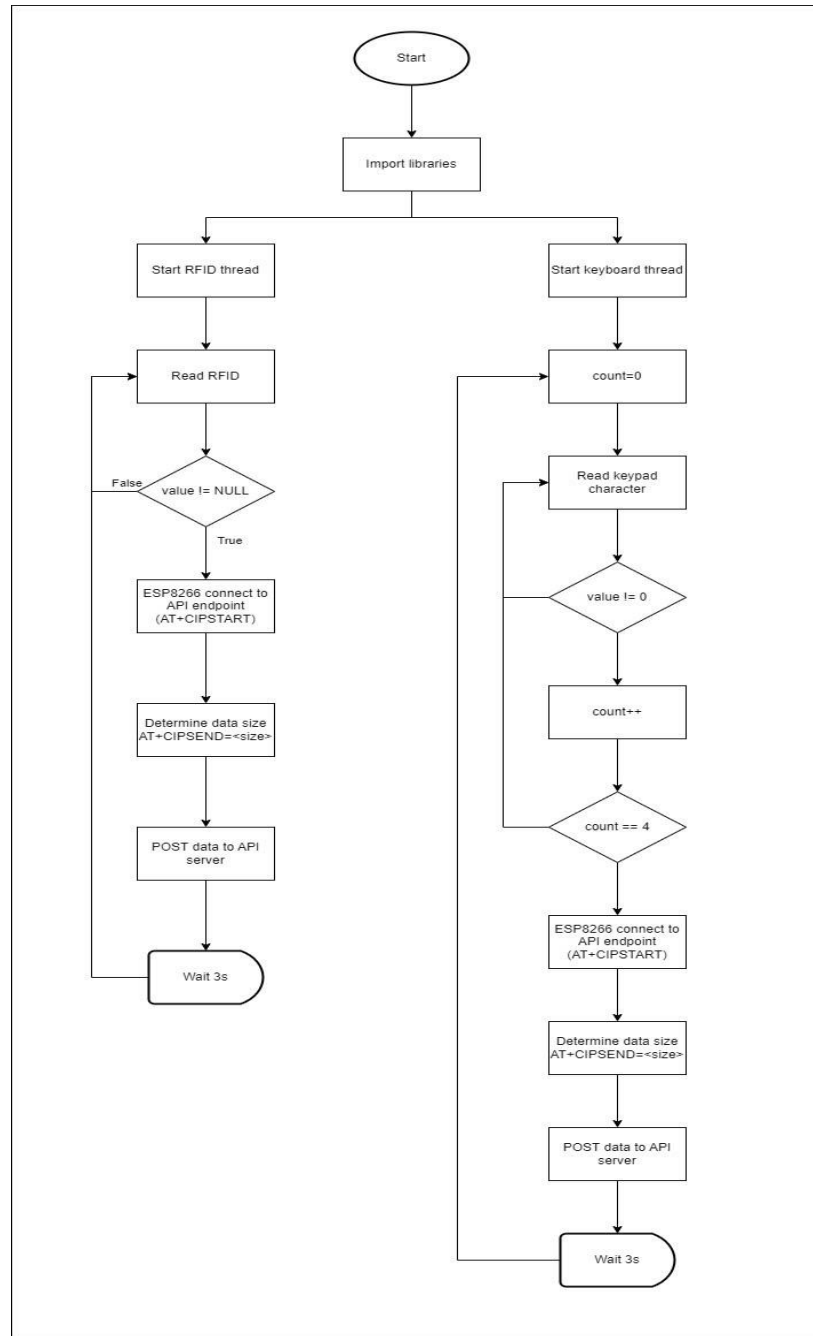 Start
Import libraries
Start RFID thread
Read RFID
value != NULL
False
True
ESP8266 connect to
API endpoint
(AT+CIPSTART)
Determine data size
AT+CIPSEND=<size>
POST data to API
server
Wait 3s
Start keyboard thread
count=0
Read keypad
character
value != 0
count++
count == 4
ESP8266 connect to
API endpoint
(AT+CIPSTART)
Determine data size
AT+CIPSEND=<size>
POST data to API
server
Wait 3s